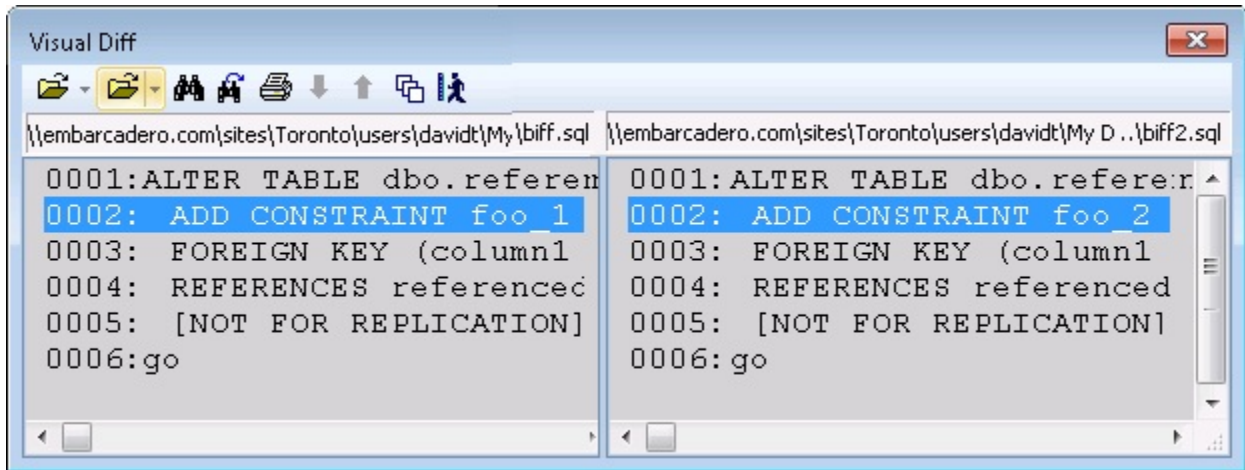 Visual Diff
\\embarcadero.com\sites\Toronto\users\davidt\My\biff.sql
0001:ALTER TABLE dbo.referen
0002: ADD CONSTRAINT foo_1
0003: FOREIGN KEY (column1
0004: REFERENCES referenced
0005: [NOT FOR REPLICATION]
0006:go
\\embarcadero.com\sites\Toronto\users\davidt\My D ..\biff2.sql
0001:ALTER TABLE dbo.referen
0002: ADD CONSTRAINT foo_2
0003: FOREIGN KEY (column1
0004: REFERENCES referenced
0005: [NOT FOR REPLICATION]
0006:go